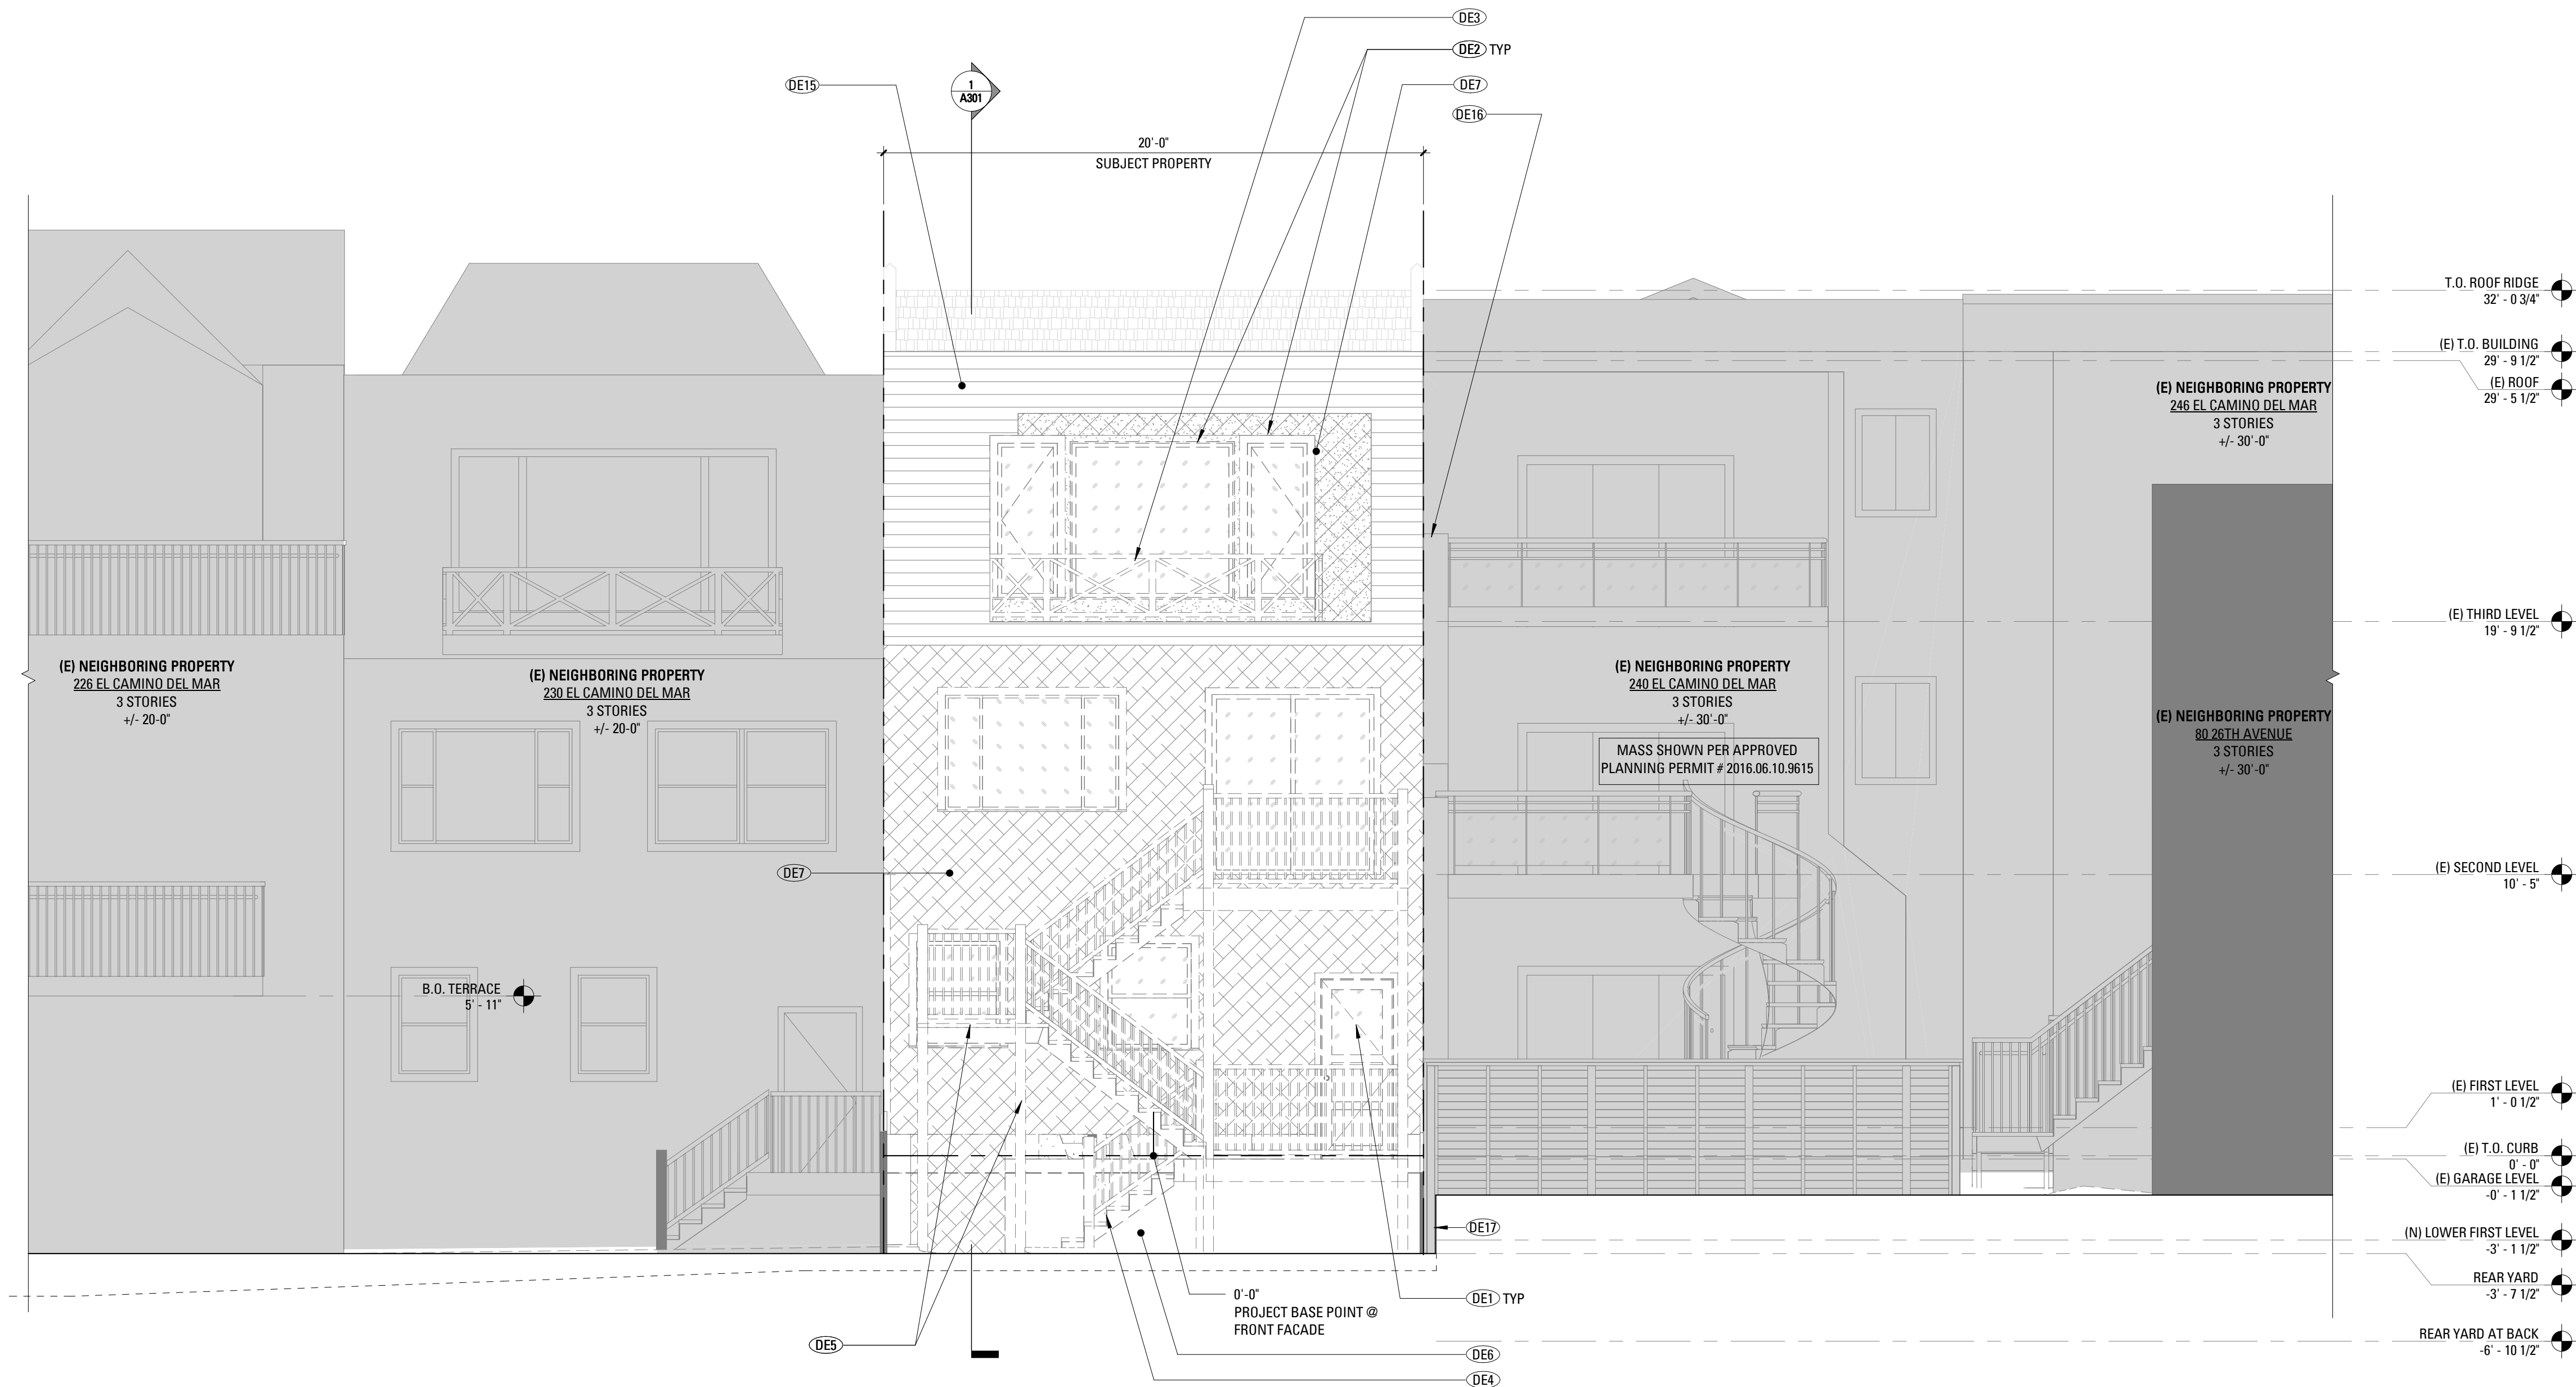 DE3
DE2 TYP
DE15
DE7
1
A301
DE16
20'-0"
SUBJECT PROPERTY
T.O. ROOF RIDGE
32' - 0 3/4"
(E) T.O. BUILDING
29' - 9 1/2"
(E) ROOF
29' - 5 1/2"
(E) NEIGHBORING PROPERTY
246 EL CAMINO DEL MAR
3 STORIES
+/- 30'-0"
(E) THIRD LEVEL
19' - 9 1/2"
(E) NEIGHBORING PROPERTY
226 EL CAMINO DEL MAR
3 STORIES
+/- 20-0"
(E) NEIGHBORING PROPERTY
230 EL CAMINO DEL MAR
3 STORIES
+/- 20-0"
(E) NEIGHBORING PROPERTY
240 EL CAMINO DEL MAR
3 STORIES
+/- 30'-0"
MASS SHOWN PER APPROVED
PLANNING PERMIT # 2016.06.10.9615
(E) NEIGHBORING PROPERTY
80 26TH AVENUE
3 STORIES
+/- 30'-0"
DE7
(E) SECOND LEVEL
10' - 5"
B.O. TERRACE
5' - 11"
(E) FIRST LEVEL
1' - 0 1/2"
(E) T.O. CURB
0' - 0"
(E) GARAGE LEVEL
-0' - 1 1/2"
DE17
(N) LOWER FIRST LEVEL
-3' - 1 1/2"
REAR YARD
-3' - 7 1/2"
0'-0"
PROJECT BASE POINT @
FRONT FACADE
DE1 TYP
REAR YARD AT BACK
-6' - 10 1/2"
DE5
DE6
DE4